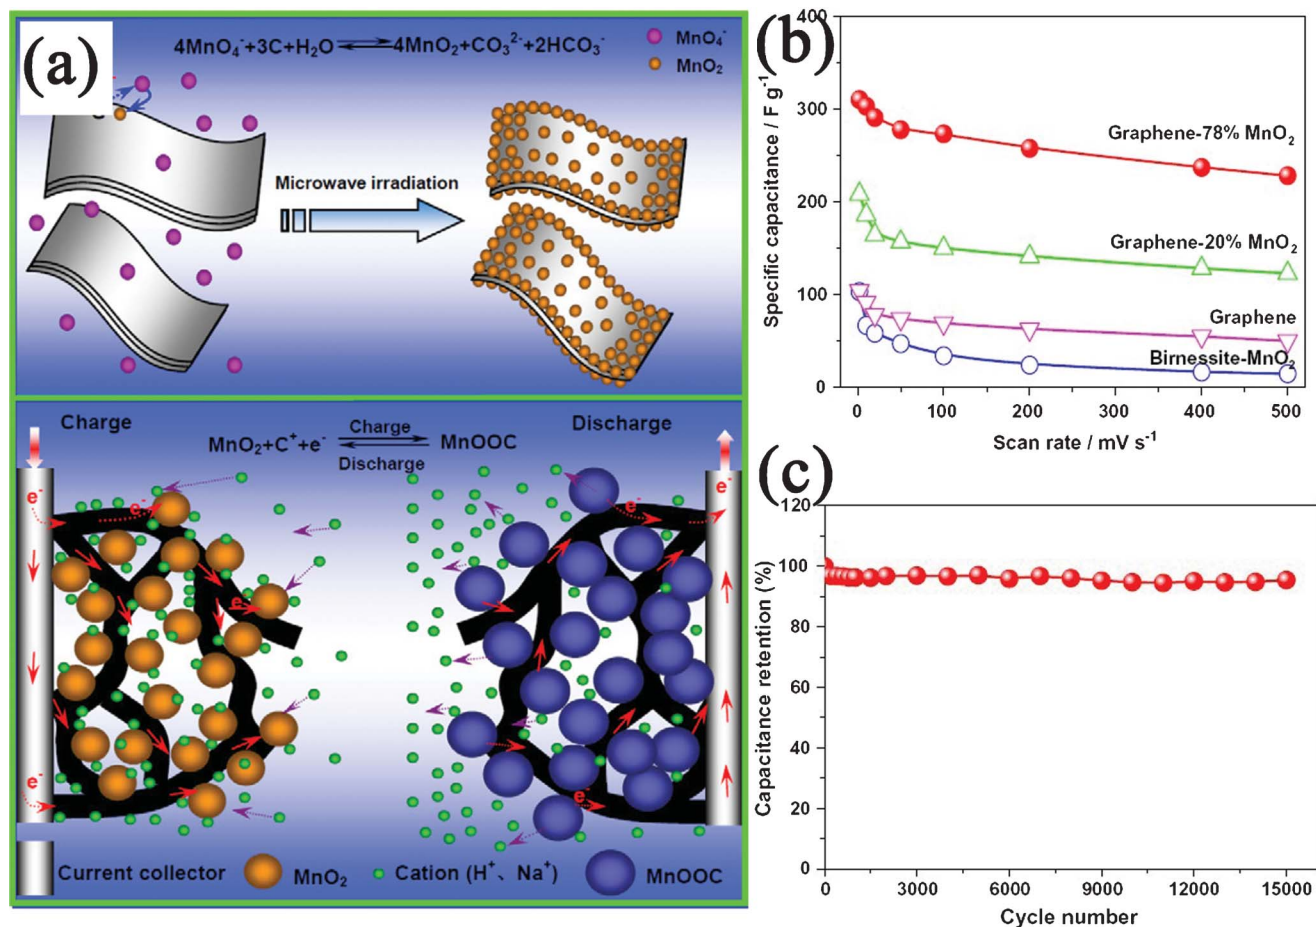 (a)
4MnO₄⁻+3C+H₂O⇌4MnO₂+CO₃²⁻+2HCO₃⁻
MnO₄⁻
MnO₂
Microwave irradiation
Charge
Discharge
MnO₂+C⁺+e⁻
Charge
Discharge
MnOOC
e⁻
e⁻
e⁻
e⁻
e⁻
e⁻
e⁻
Current collector
MnO₂
Cation (H⁺、Na⁺)
MnOOC
(b)
400
300
200
100
0
Specific capacitance / F g⁻¹
Graphene-78% MnO₂
Graphene-20% MnO₂
Graphene
Birnessite-MnO₂
0 100 200 300 400 500
Scan rate / mV s⁻¹
(c)
120
100
80
60
40
20
0
Capacitance retention (%)
0 3000 6000 9000 12000 15000
Cycle number